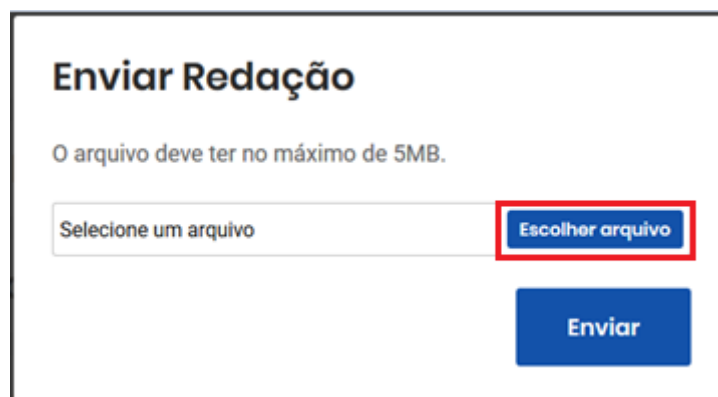 Enviar Redação
O arquivo deve ter no máximo de 5MB.
Selecione um arquivo Escolher arquivo
Enviar